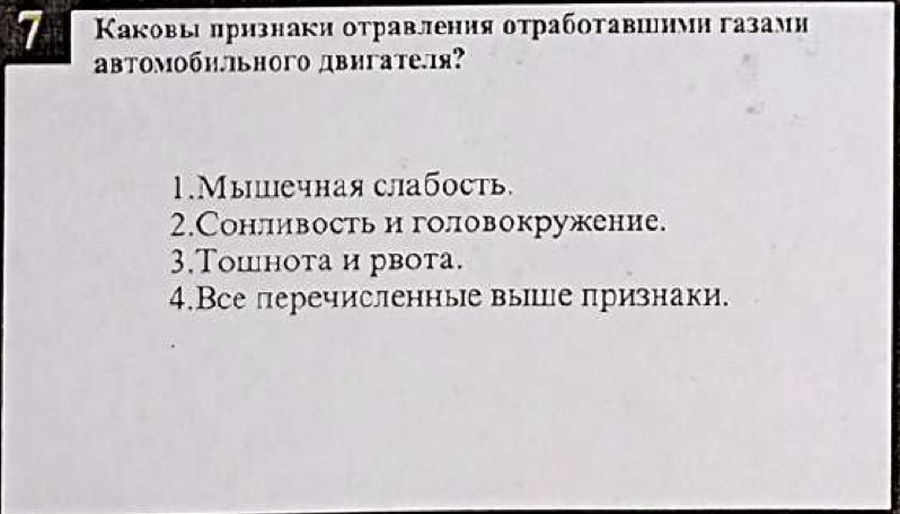 7
Каковы признаки отравления отработавшими газами
автомобильного двигателя?
1.Мышечная слабость.
2.Сонливость и головокружение.
3.Тошнота и рвота.
4.Все перечисленные выше признаки.